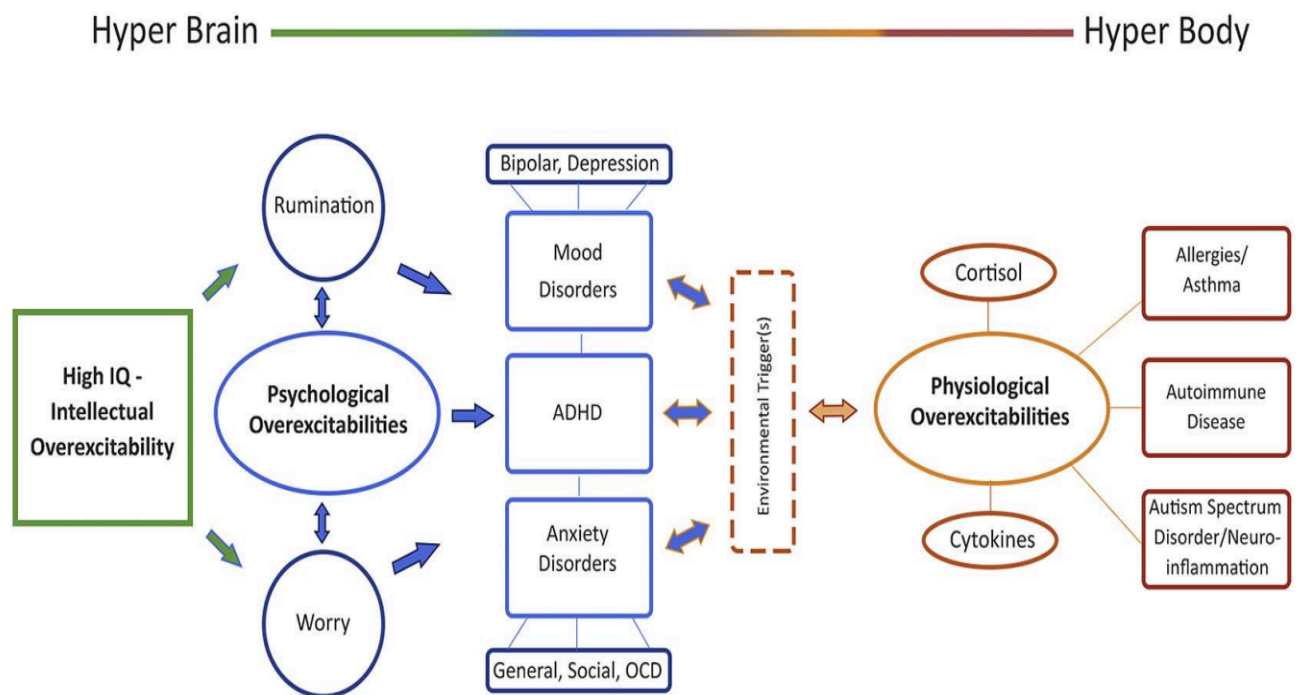 Hyper Brain
Hyper Body
High IQ -
Intellectual
Overexcitability
Rumination
Psychological
Overexcitabilities
Worry
Bipolar, Depression
Mood
Disorders
ADHD
Anxiety
Disorders
General, Social, OCD
Environmental Trigger(s)
Cortisol
Physiological
Overexcitabilities
Cytokines
Allergies/
Asthma
Autoimmune
Disease
Autism Spectrum
Disorder/Neuro-
inflammation